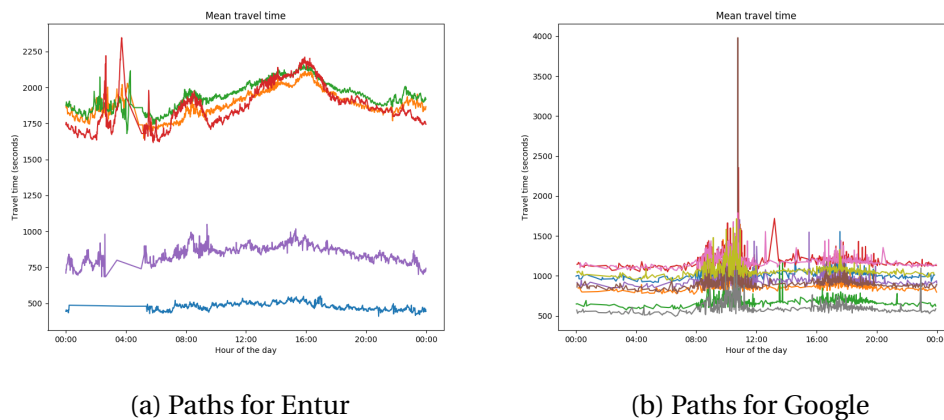 Mean travel time
2250
2000
1750
1500
1250
1000
750
500
Travel time (seconds)
00:00 04:00 08:00 12:00 16:00 20:00 00:00
Hour of the day
(a) Paths for Entur
Mean travel time
4000
3500
3000
2500
2000
1500
1000
500
Travel time (seconds)
00:00 04:00 08:00 12:00 16:00 20:00 00:00
Hour of the day
(b) Paths for Google